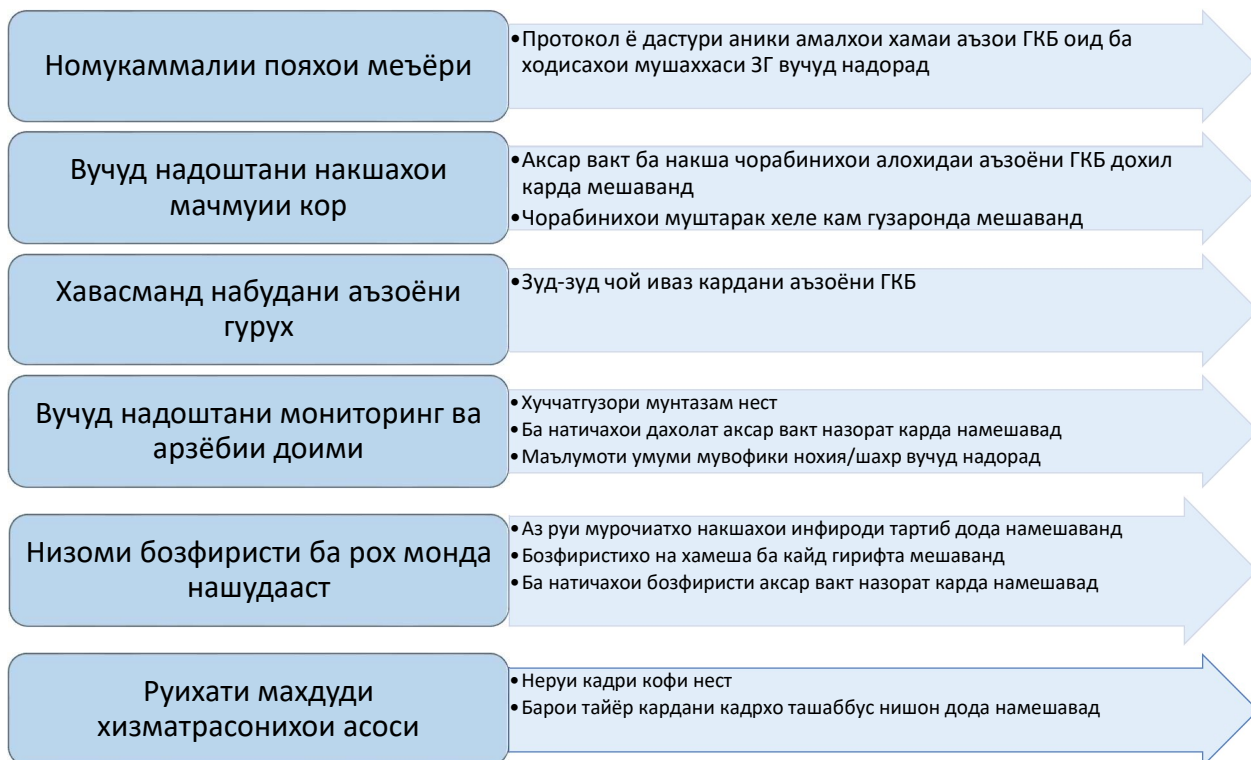 Номукаммалии пояхои меъёри
•Протокол ё дастури аники амалхои хамаи аъзои ГКБ оид ба
ходисахои мушаххаси ЗГ вучуд надорад
Вучуд надоштани накшахои
мачмуии кор
•Аксар вакт ба накша чорабинихои алохидаи аъзоёни ГКБ дохил
карда мешаванд
•Чорабинихои муштарак хеле кам гузаронда мешаванд
Хавасманд набудани аъзоёни
гурух
•Зуд-зуд чой иваз кардани аъзоёни ГКБ
Вучуд надоштани мониторинг ва
арзёбии доими
•Хуччатгузори мунтазам нест
•Ба натичахои дахолат аксар вакт назорат карда намешавад
•Маълумоти умуми мувофики нохия/шахр вучуд надорад
Низоми бозфиристи ба рох монда
нашудааст
•Аз руи мурочиатхо накшахои инфироди тартиб дода намешаванд
•Бозфиристихо на хамеша ба кайд гирифта мешаванд
•Ба натичахои бозфиристи аксар вакт назорат карда намешавад
Руихати махдуди
хизматрасонихои асоси
•Неруи кадри кофи нест
•Барои тайёр кардани кадрхо ташаббус нишон дода намешавад